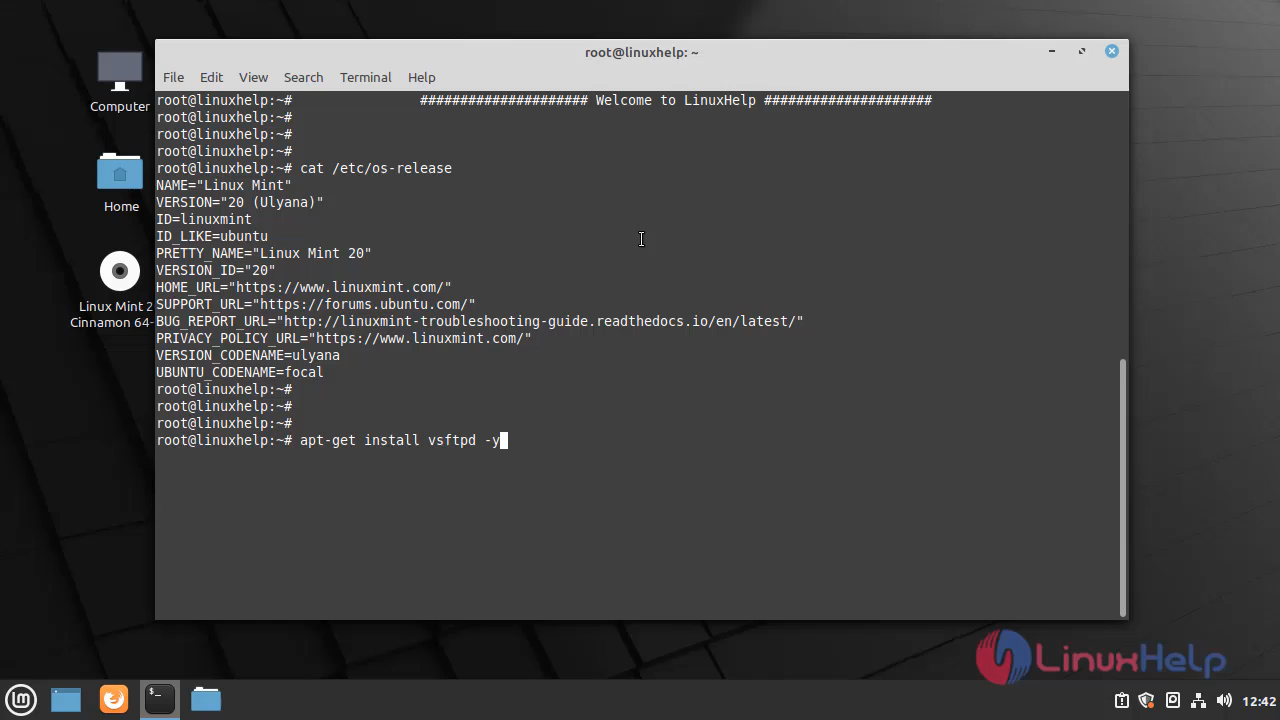 root@linuxhelp: ~
File Edit View Search Terminal Help
root@linuxhelp:~# ##################### Welcome to LinuxHelp #####################
root@linuxhelp:~#
root@linuxhelp:~#
root@linuxhelp:~#
root@linuxhelp:~# cat /etc/os-release
NAME="Linux Mint"
VERSION="20 (Ulyana)"
ID=linuxmint
ID_LIKE=ubuntu
PRETTY_NAME="Linux Mint 20"
VERSION_ID="20"
HOME_URL="https://www.linuxmint.com/"
SUPPORT_URL="https://forums.ubuntu.com/"
BUG_REPORT_URL="http://linuxmint-troubleshooting-guide.readthedocs.io/en/latest/"
PRIVACY_POLICY_URL="https://www.linuxmint.com/"
VERSION_CODENAME=ulyana
UBUNTU_CODENAME=focal
root@linuxhelp:~#
root@linuxhelp:~#
root@linuxhelp:~#
root@linuxhelp:~# apt-get install vsftpd -y
Computer
Home
Linux Mint 2
Cinnamon 64-
LinuxHelp
12:42